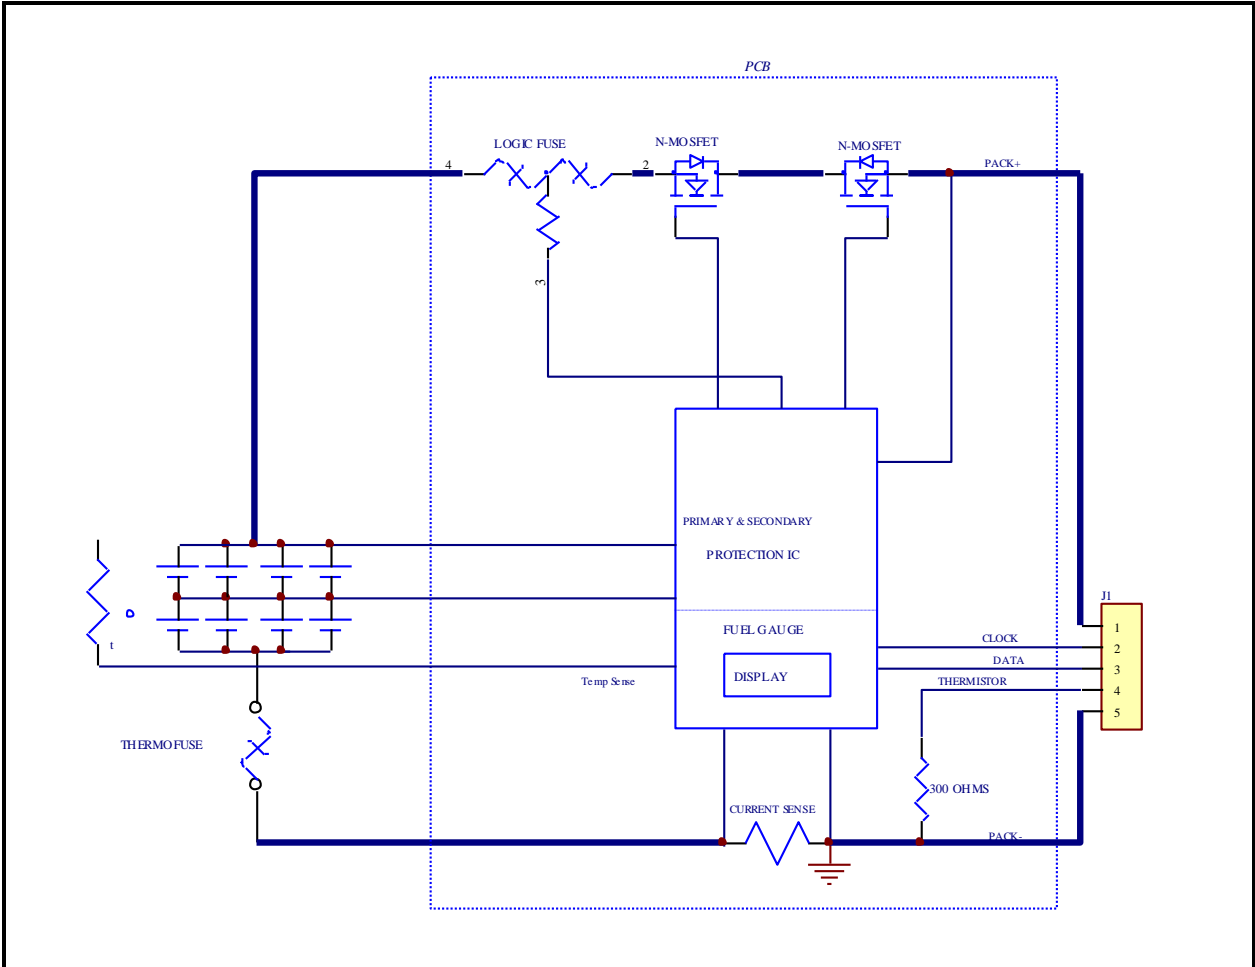 PCB
LOGIC FUSE
N-MOSFET
N-MOSFET
4
2
PACK+
3
PRIMARY & SECONDARY
PROTECTION IC
J1
1
FUEL GAUGE
CLOCK
2
t
DATA
3
DISPLAY
Temp Sense
THERMISTOR
4
5
THERMOFUSE
300 OHMS
CURRENT SENSE
PACK-